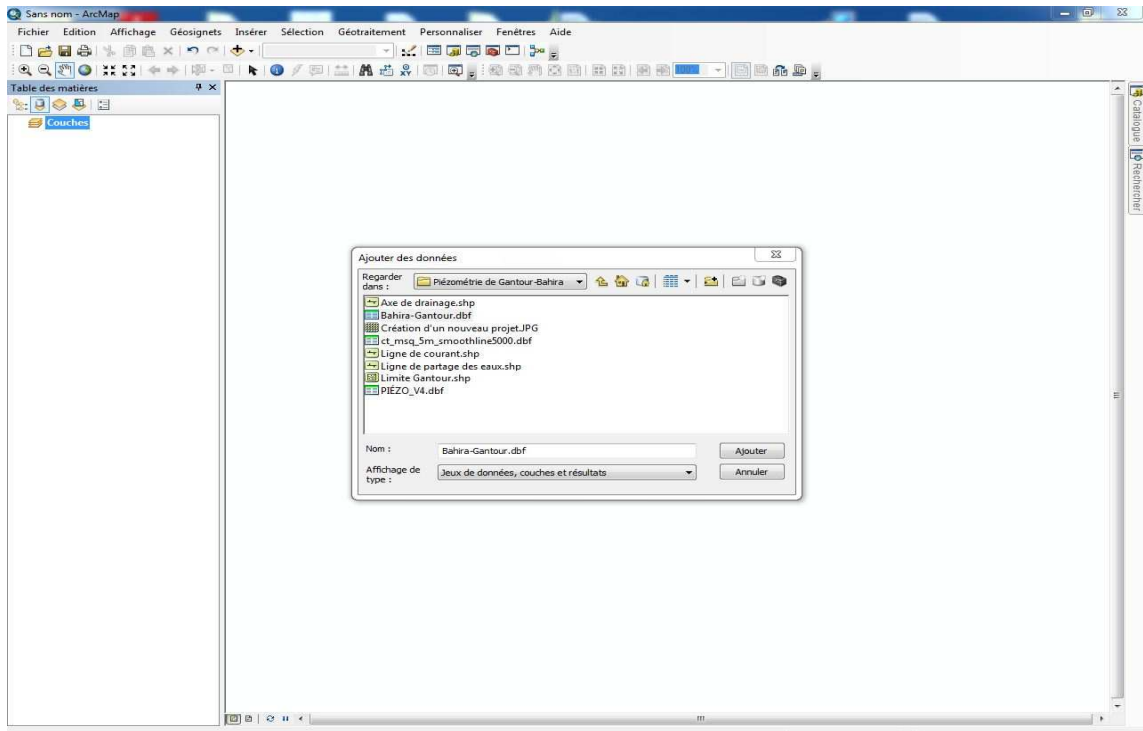 Sans nom - ArcMap
Fichier Edition Affichage Géosignets Insérer Sélection Géotraitement Personnaliser Fenêtres Aide
Table des matières
Couches
Catalogue
Rechercher
Ajouter des données
Regarder dans :
Piézométrie de Gantour-Bahira
Axe de drainage.shp
Bahira-Gantour.dbf
Création d'un nouveau projet.JPG
ct_msq_5m_smoothline5000.dbf
Ligne de courant.shp
Ligne de partage des eaux.shp
Limite Gantour.shp
PIÉZO_V4.dbf
Nom :
Bahira-Gantour.dbf
Ajouter
Affichage de type :
Jeux de données, couches et résultats
Annuler